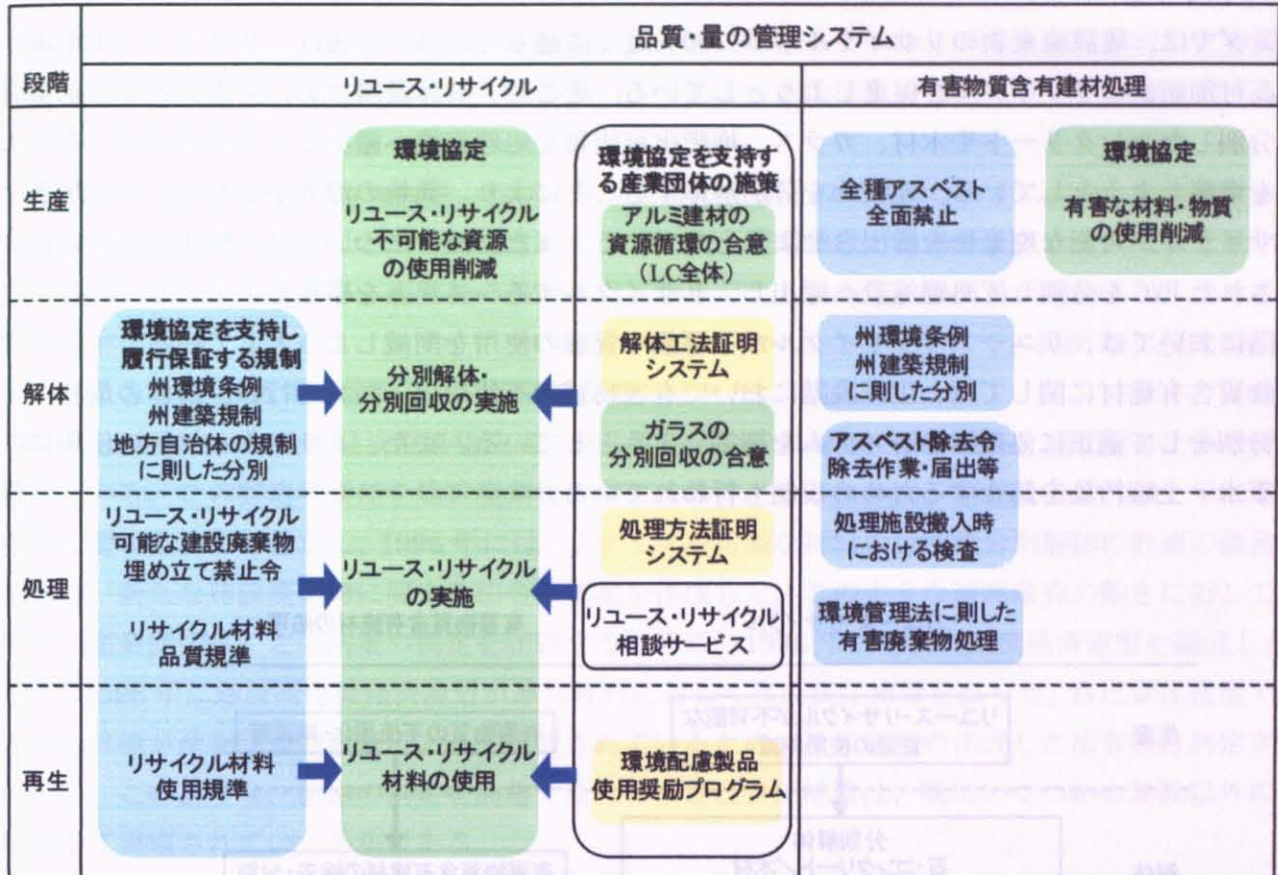 品質・量の管理システム
段階
リユース・リサイクル
有害物質含有建材処理
生産
環境協定
リユース・リサイクル
不可能な資源
の使用削減
環境協定を支持す
る産業団体の施策
アルミ建材の
資源循環の合意
(LC全体)
全種アスベスト
全面禁止
環境協定
有害な材料・物質
の使用削減
解体
環境協定を支持し
履行保証する規制
州環境条例
州建築規制
地方自治体の規制
に則した分別
分別解体・
分別回収の実施
解体工法証明
システム
ガラスの
分別回収の合意
州環境条例
州建築規制
に則した分別
アスベスト除去令
除去作業・届出等
処理
リユース・リサイクル
可能な建設廃棄物
埋め立て禁止令
リサイクル材料
品質規準
リユース・リサイクル
の実施
処理方法証明
システム
リユース・リサイクル
相談サービス
処理施設搬入時
における検査
環境管理法に則した
有害廃棄物処理
再生
リサイクル材料
使用規準
リユース・リサイクル
材料の使用
環境配慮製品
使用奨励プログラム